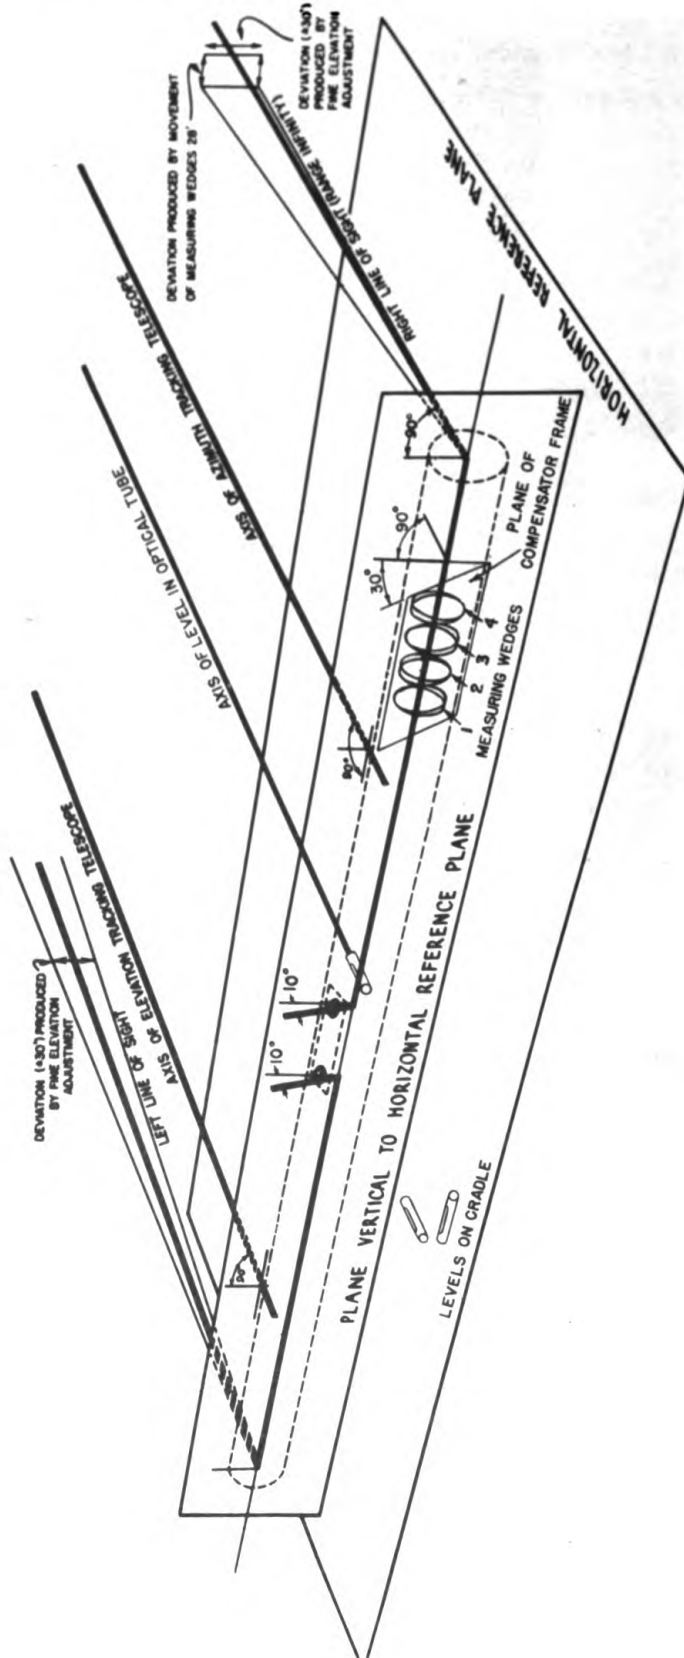 DEVIATION (±30') PRODUCED
BY FINE ELEVATION
ADJUSTMENT
LEFT LINE OF SIGHT
AXIS OF ELEVATION TRACKING TELESCOPE
AXIS OF LEVEL IN OPTICAL TUBE
AXIS OF AZIMUTH TRACKING TELESCOPE
DEVIATION PRODUCED BY MOVEMENT
OF MEASURING WEDGES 28'
DEVIATION (±30')
PRODUCED BY
FINE ELEVATION
ADJUSTMENT
RIGHT LINE OF SIGHT (RANGE INFINITY)
HORIZONTAL REFERENCE PLANE
90°
10°
10°
90°
30°
90°
90°
1
2
3
4
MEASURING WEDGES
PLANE OF
COMPENSATOR FRAME
PLANE VERTICAL TO HORIZONTAL REFERENCE PLANE
LEVELS ON CRADLE